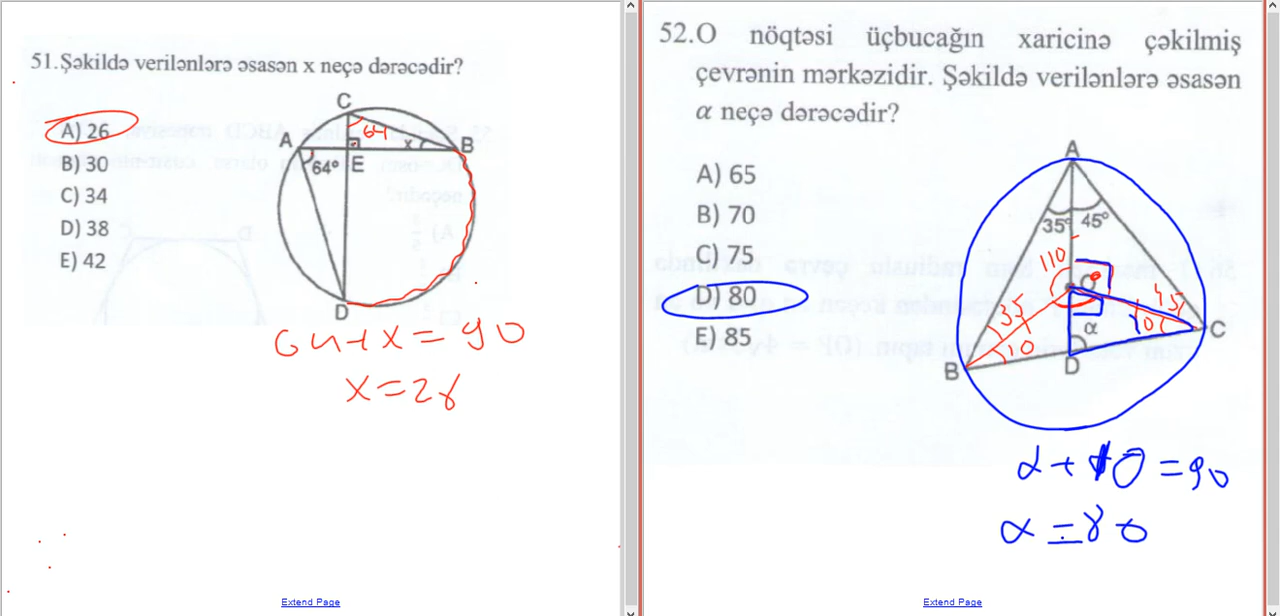 51.Şəkildə verilənlərə əsasən x neçə dərəcədir?
A) 26
B) 30
C) 34
D) 38
E) 42
C
64
A
B
x
64°
E
D
64+x=90
x=26
Extend Page
52.O nöqtəsi üçbucağın xaricinə çəkilmiş
çevrənin mərkəzidir. Şəkildə verilənlərə əsasən
α neçə dərəcədir?
A) 65
B) 70
C) 75
D) 80
E) 85
A
35° 45°
110
O
45
35
10
10
α
C
B
D
α+10=90
α=80
Extend Page